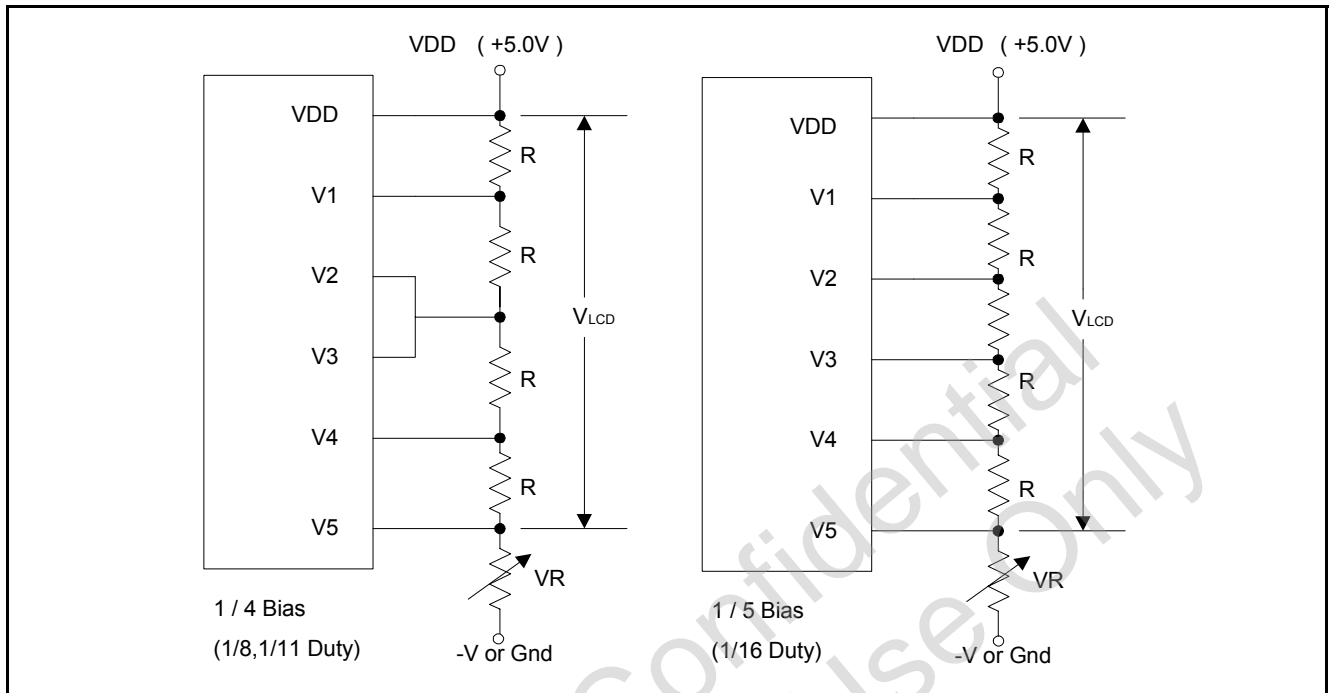 VDD ( +5.0V )
VDD
R
V1
R
V2
VLCD
V3
R
V4
R
V5
VR
1 / 4 Bias
(1/8,1/11 Duty)
-V or Gnd
VDD ( +5.0V )
VDD
R
V1
R
V2
VLCD
V3
R
V4
R
V5
VR
1 / 5 Bias
(1/16 Duty)
-V or Gnd
Confidential
Use Only